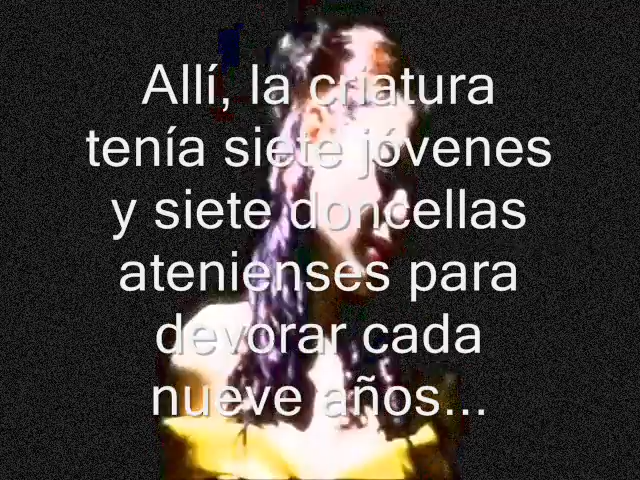 Allí, la criatura
tenía siete jóvenes
y siete doncellas
atenienses para
devorar cada
nueve años...